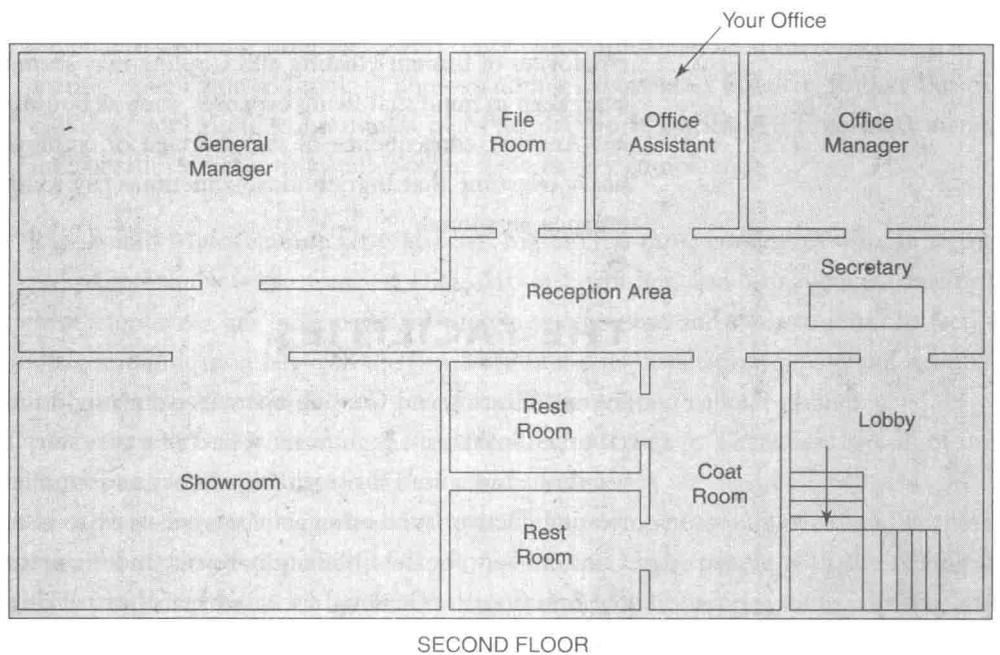 Your Office
General
Manager
File
Room
Office
Assistant
Office
Manager
Secretary
Reception Area
Rest
Room
Lobby
Showroom
Coat
Room
Rest
Room
SECOND FLOOR